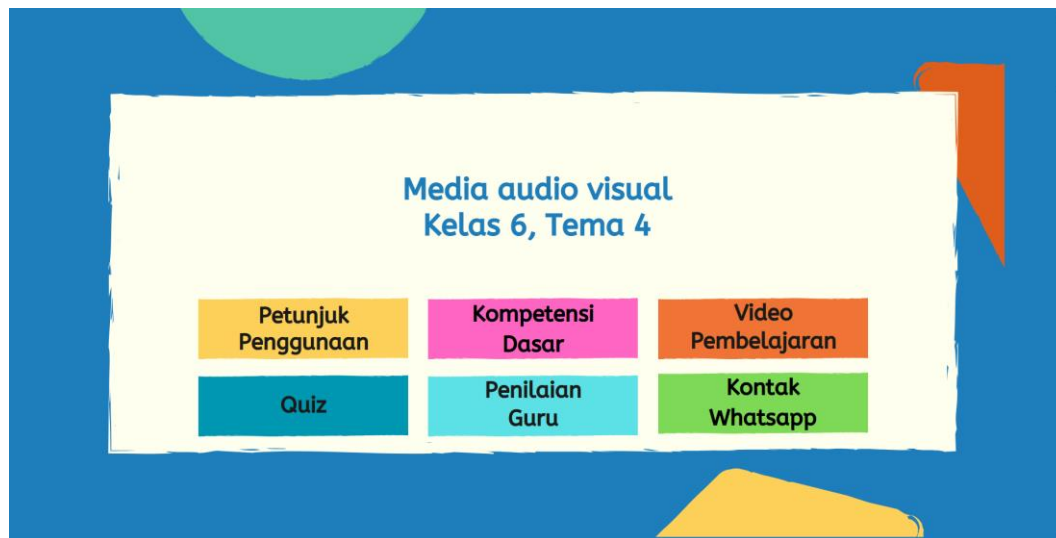 Media audio visual
Kelas 6, Tema 4
Petunjuk
Penggunaan
Kompetensi
Dasar
Video
Pembelajaran
Quiz
Penilaian
Guru
Kontak
Whatsapp